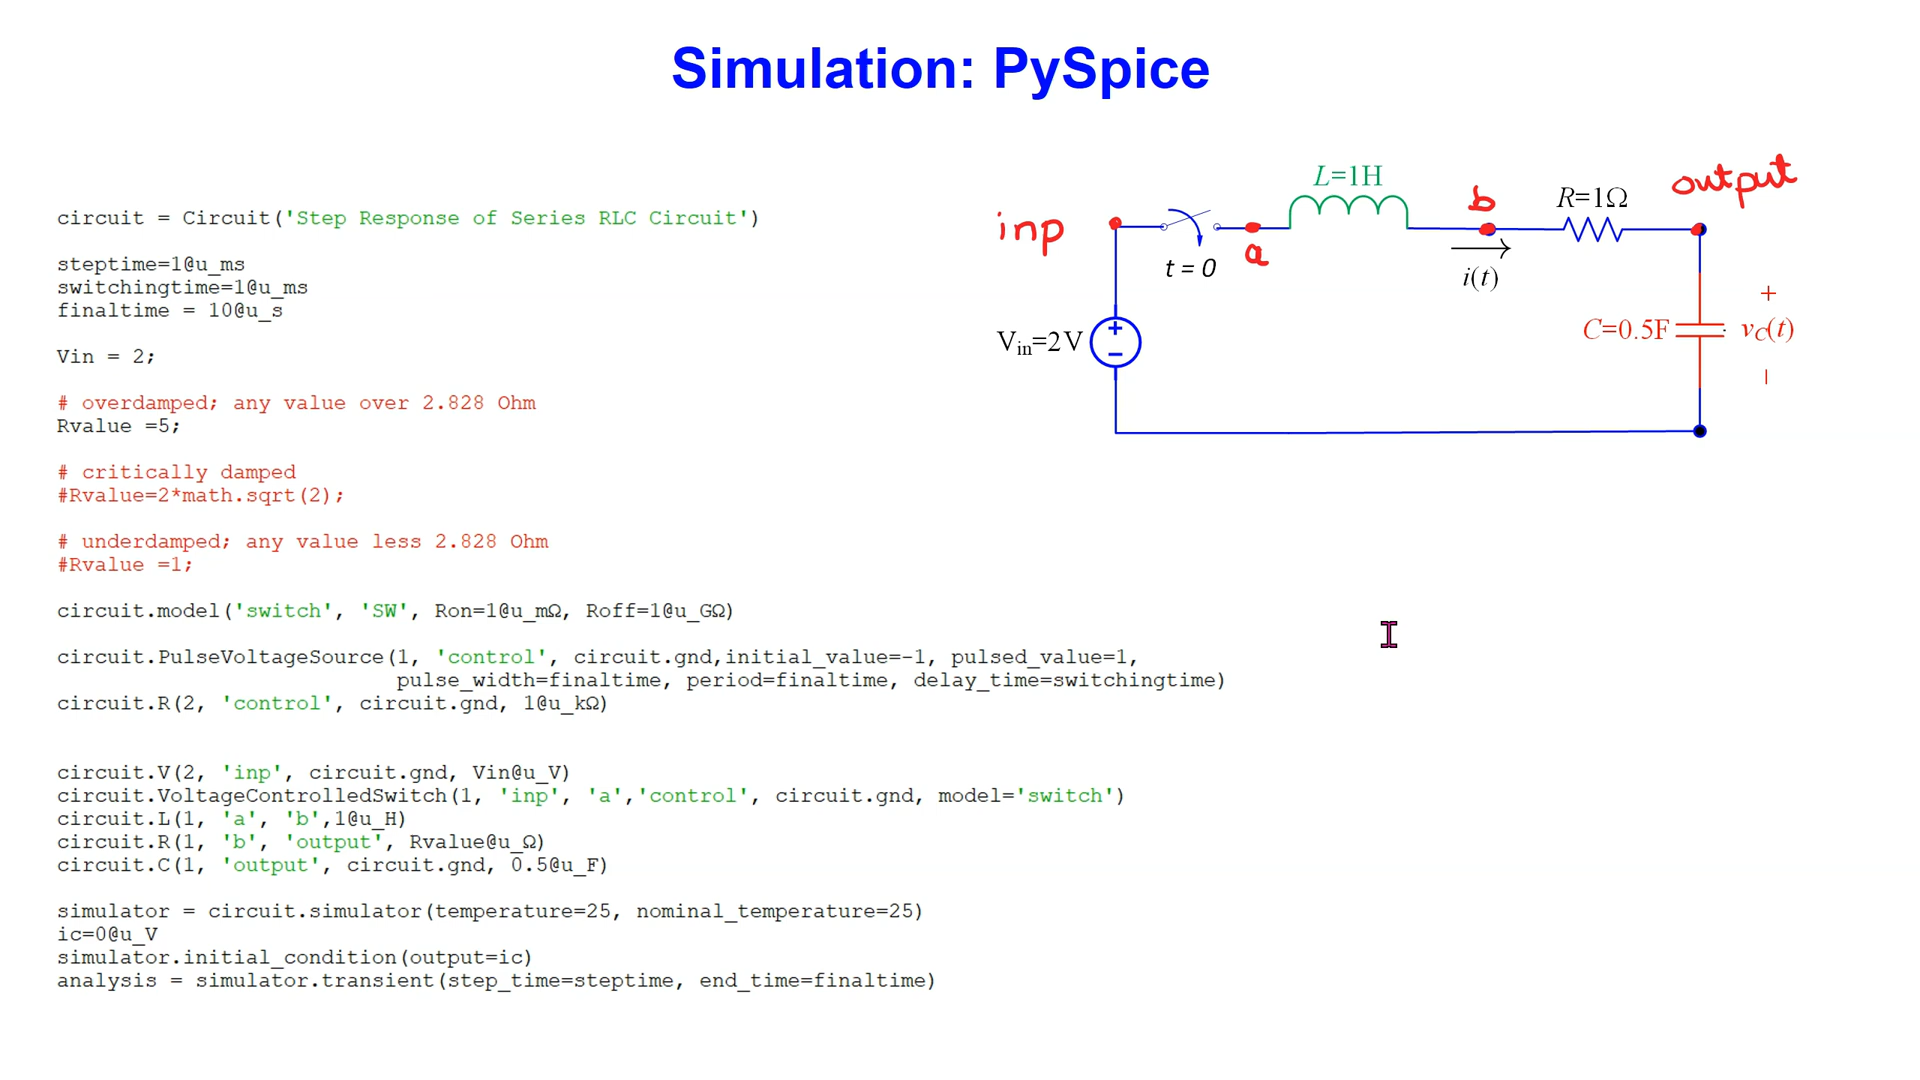 Simulation: PySpice
circuit = Circuit('Step Response of Series RLC Circuit')
steptime=1@u_ms
switchingtime=1@u_ms
finaltime = 10@u_s
Vin = 2;
# overdamped; any value over 2.828 Ohm
Rvalue =5;
# critically damped
#Rvalue=2*math.sqrt(2);
# underdamped; any value less 2.828 Ohm
#Rvalue =1;
circuit.model('switch', 'SW', Ron=1@u_mΩ, Roff=1@u_GΩ)
circuit.PulseVoltageSource(1, 'control', circuit.gnd,initial_value=-1, pulsed_value=1,
pulse_width=finaltime, period=finaltime, delay_time=switchingtime)
circuit.R(2, 'control', circuit.gnd, 1@u_kΩ)
circuit.V(2, 'inp', circuit.gnd, Vin@u_V)
circuit.VoltageControlledSwitch(1, 'inp', 'a','control', circuit.gnd, model='switch')
circuit.L(1, 'a', 'b',1@u_H)
circuit.R(1, 'b', 'output', Rvalue@u_Ω)
circuit.C(1, 'output', circuit.gnd, 0.5@u_F)
simulator = circuit.simulator(temperature=25, nominal_temperature=25)
ic=0@u_V
simulator.initial_condition(output=ic)
analysis = simulator.transient(step_time=steptime, end_time=finaltime)
inp
t = 0
a
L=1H
b
i(t)
R=1Ω
output
Vin=2V
+
−
C=0.5F
+
vC(t)
−